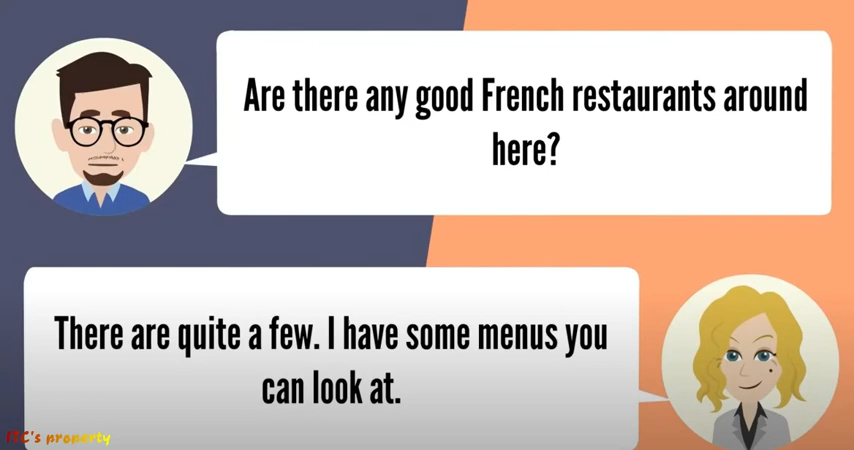 Are there any good French restaurants around
here?
There are quite a few. I have some menus you
can look at.
ITC's property